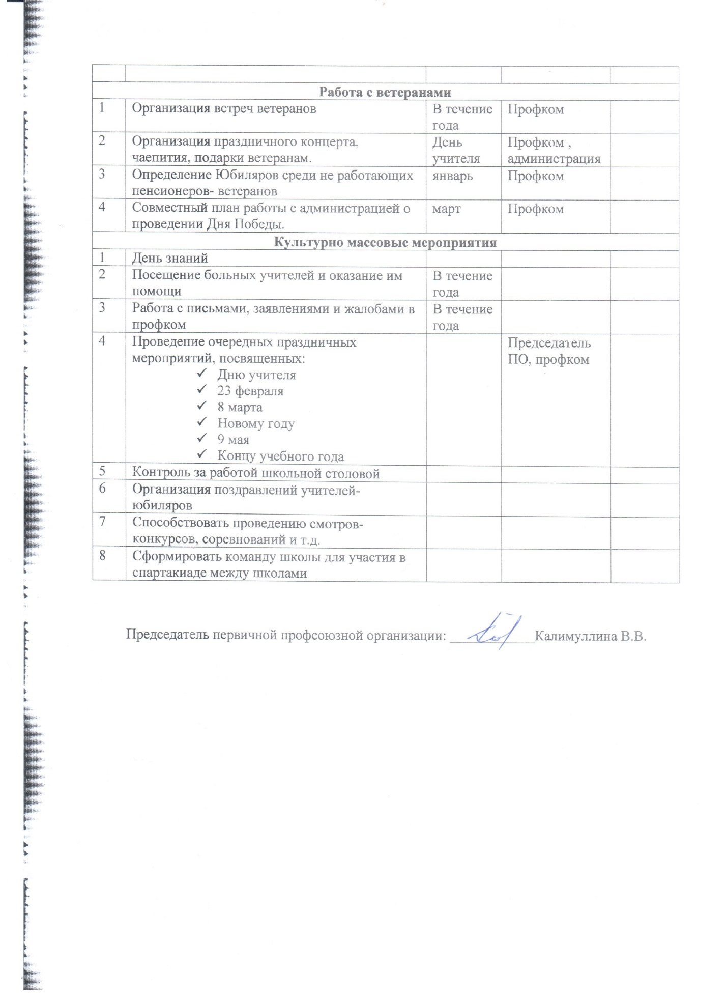 Работа с ветеранами
1 Организация встреч ветеранов В течение Профком
года
2 Организация праздничного концерта, День Профком ,
чаепития, подарки ветеранам. учителя администрация
3 Определение Юбиляров среди не работающих январь Профком
пенсионеров- ветеранов
4 Совместный план работы с администрацией о март Профком
проведении Дня Победы.
Культурно массовые мероприятия
1 День знаний
2 Посещение больных учителей и оказание им В течение
помощи года
3 Работа с письмами, заявлениями и жалобами в В течение
профком года
4 Проведение очередных праздничных Председатель
мероприятий, посвященных: ПО, профком
✓ Дню учителя
✓ 23 февраля
✓ 8 марта
✓ Новому году
✓ 9 мая
✓ Концу учебного года
5 Контроль за работой школьной столовой
6 Организация поздравлений учителей-
юбиляров
7 Способствовать проведению смотров-
конкурсов, соревнований и т.д.
8 Сформировать команду школы для участия в
спартакиаде между школами
Председатель первичной профсоюзной организации: ____________Калимуллина В.В.